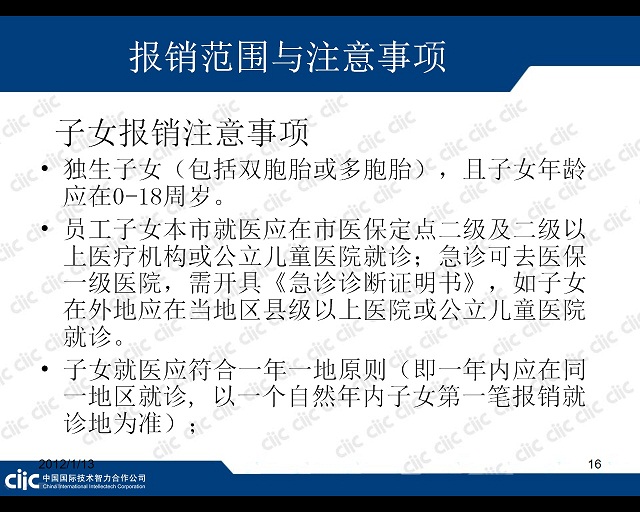 报销范围与注意事项
子女报销注意事项
• 独生子女（包括双胞胎或多胞胎），且子女年龄
应在0-18周岁。
• 员工子女本市就医应在市医保定点二级及二级以
上医疗机构或公立儿童医院就诊；急诊可去医保
一级医院，需开具《急诊诊断证明书》，如子女
在外地应在当地区县级以上医院或公立儿童医院
就诊。
• 子女就医应符合一年一地原则（即一年内应在同
一地区就诊, 以一个自然年内子女第一笔报销就
诊地为准）；
2012/1/13
16
ciic 中国国际技术智力合作公司
China International Intellectech Corporation